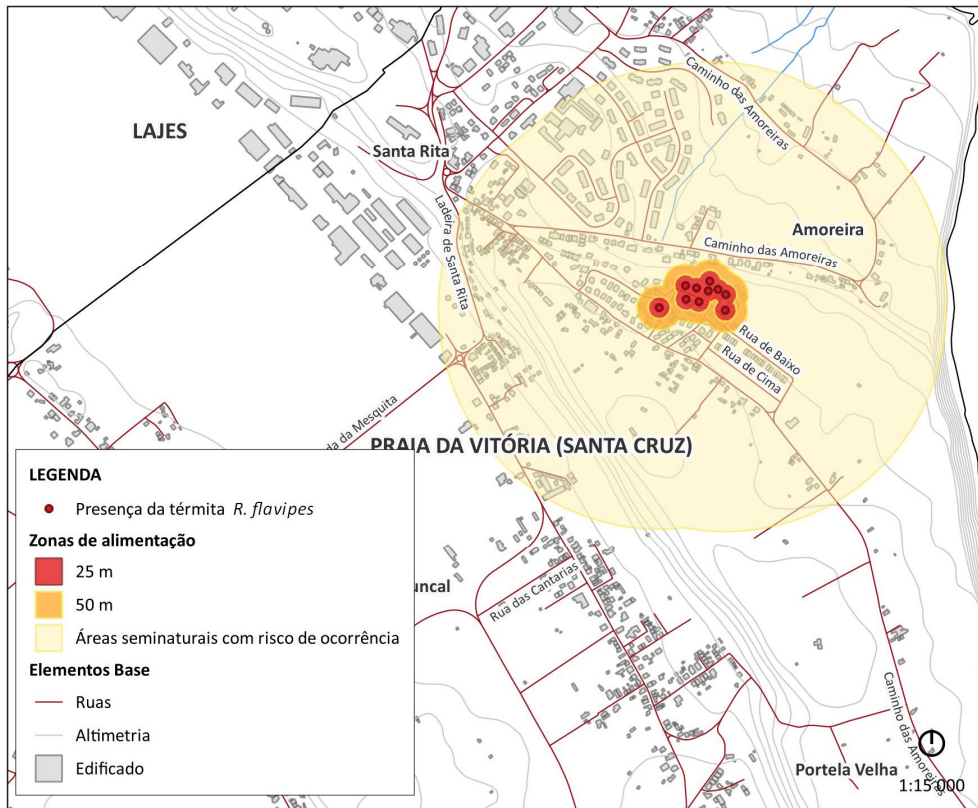 Caminho das Amoreiras
LAJES
Santa Rita
Ladeira de Santa Rita
Amoreira
Caminho das Amoreiras
Rua de Baixo
Rua de Cima
da da Mesquita
PRAIA DA VITÓRIA (SANTA CRUZ)
LEGENDA
Presença da térmita R. flavipes
Zonas de alimentação
25 m
50 m
Áreas seminaturais com risco de ocorrência
Elementos Base
Ruas
Altimetria
Edificado
uncal
Rua das Cantarias
Caminho das Amoreiras
Portela Velha
1:15 000